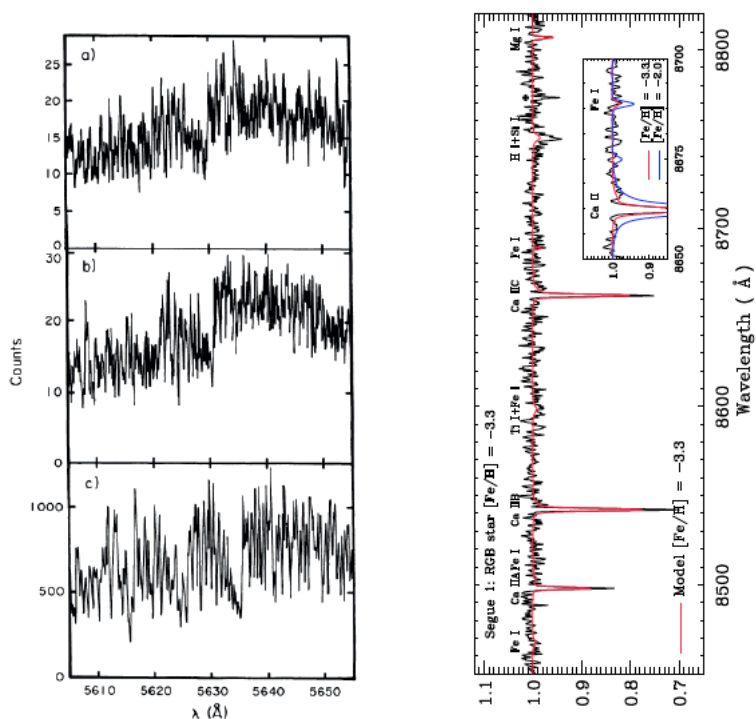 a)
25
20
15
10
5
0
b)
30
20
10
0
Counts
c)
1000
500
0
5610 5620 5630 5640 5650
λ (Å)
Segue 1: RGB star [Fe/H] = −3.3
Fe I
Ca IIA
Fe I
Ca IIB
Ti I+Fe I
Ca IIC
Fe I
H I+Si I
⊕
Mg I
Model [Fe/H] = −3.3
1.1
1.0
0.9
0.8
0.7
8500 8600 8700 8800
Wavelength ( Å )
Ca II
Fe I
[Fe/H] = −3.3
[Fe/H] = −2.0
1.0
0.9
8650 8675 8700